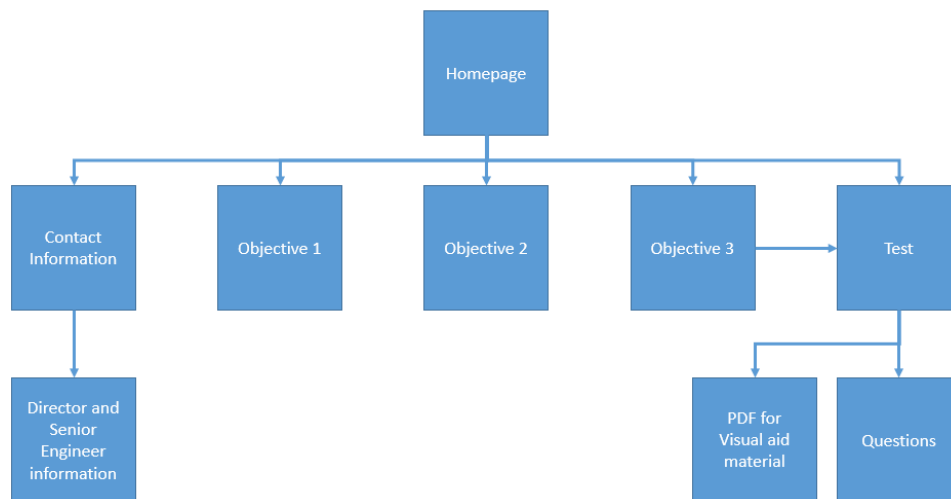 Homepage
Contact
Information
Objective 1
Objective 2
Objective 3
Test
Director and
Senior
Engineer
information
PDF for
Visual aid
material
Questions